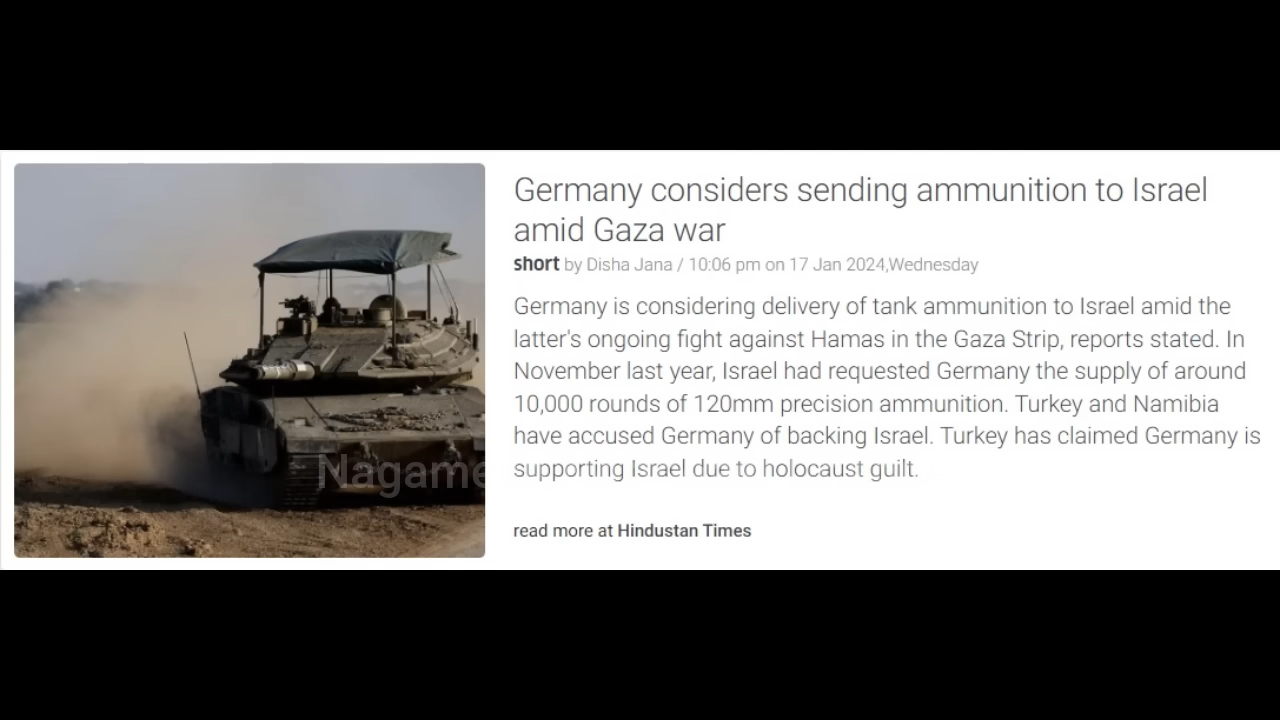 Germany considers sending ammunition to Israel
amid Gaza war
short by Disha Jana / 10:06 pm on 17 Jan 2024,Wednesday
Germany is considering delivery of tank ammunition to Israel amid the
latter's ongoing fight against Hamas in the Gaza Strip, reports stated. In
November last year, Israel had requested Germany the supply of around
10,000 rounds of 120mm precision ammunition. Turkey and Namibia
have accused Germany of backing Israel. Turkey has claimed Germany is
supporting Israel due to holocaust guilt.
Nagame
read more at Hindustan Times